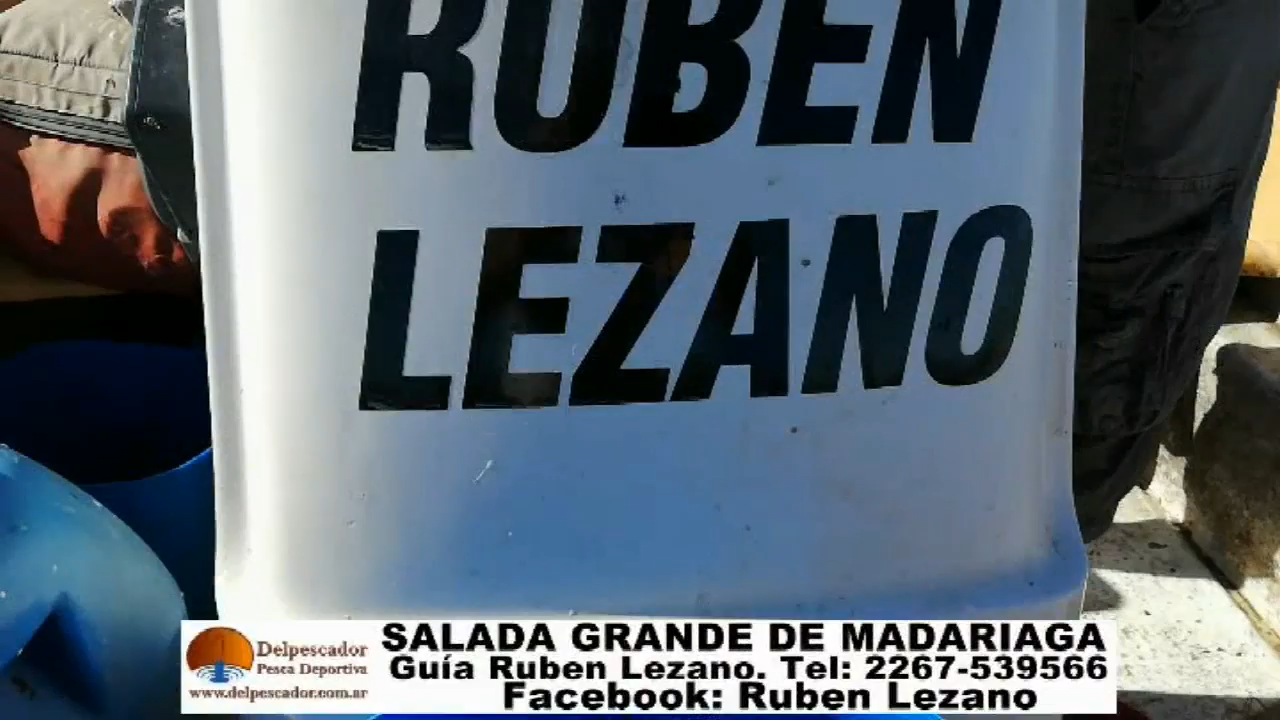 RUBEN
LEZANO
Delpescador
Pesca Deportiva
www.delpescador.com.ar
SALADA GRANDE DE MADARIAGA
Guía Ruben Lezano. Tel: 2267-539566
Facebook: Ruben Lezano